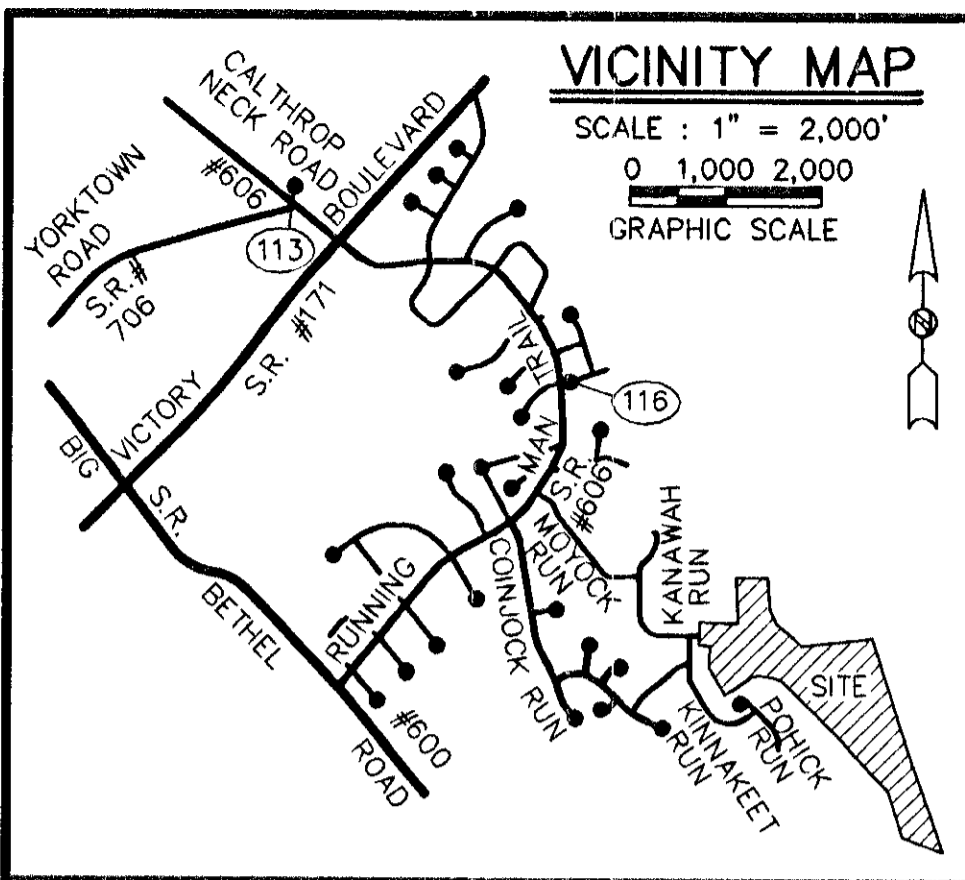 VICINITY MAP
SCALE : 1" = 2,000'
0 1,000 2,000
GRAPHIC SCALE
N
CALTHROP
NECK ROAD
#606
BOULEVARD
YORKTOWN
ROAD
S.R.#
706
113
S.R. #171
VICTORY
TRAIL
116
MAN
S.R.
#606
BIG
S.R.
BETHEL
#600
ROAD
RUNNING
COINJOCK RUN
MOYOCK
RUN
KANAWAH
RUN
SITE
POHICK
RUN
KINNAKEET
RUN